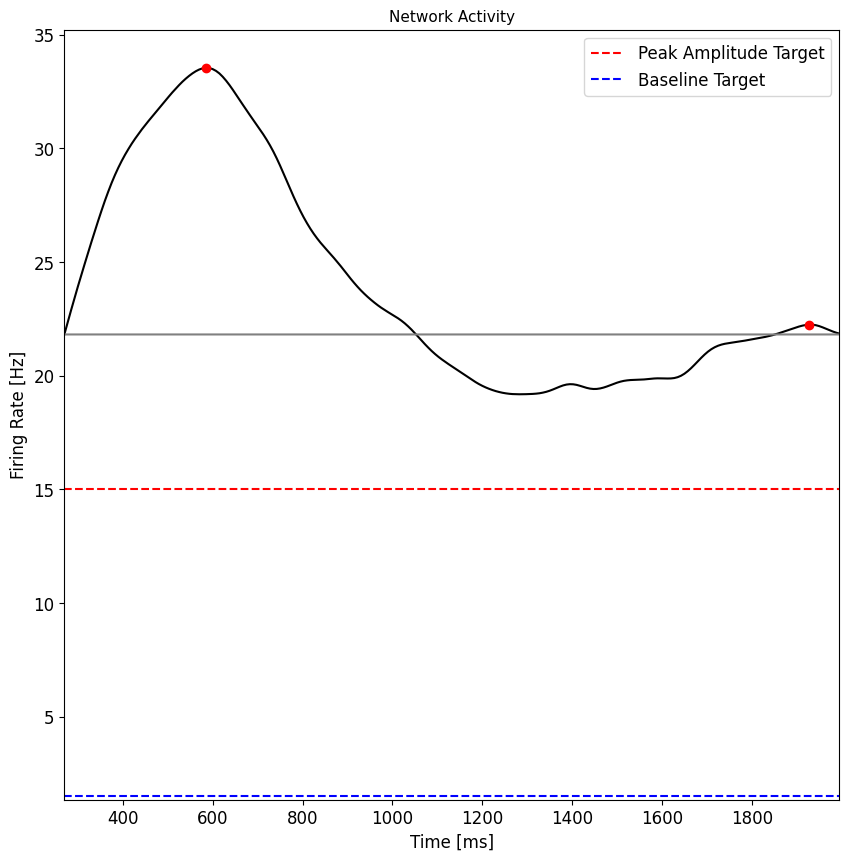 Network Activity
35
30
25
20
15
10
5
Firing Rate [Hz]
Peak Amplitude Target
Baseline Target
400 600 800 1000 1200 1400 1600 1800
Time [ms]